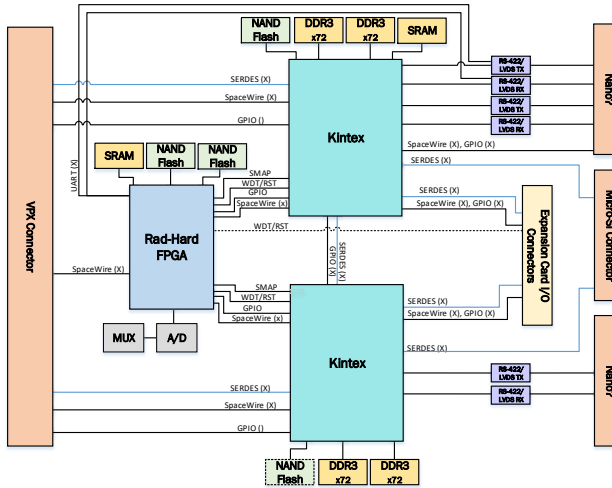 NAND
Flash
DDR3
x72
DDR3
x72
SRAM
RS-422/
LVDS TX
RS-422/
LVDS RX
RS-422/
LVDS TX
RS-422/
LVDS RX
SERDES (X)
SpaceWire (X)
GPIO ()
Kintex
SpaceWire (X), GPIO (X)
SERDES (X)
SERDES (X)
SpaceWire (X), GPIO (X)
UART (X)
SRAM
NAND
Flash
NAND
Flash
SMAP
WDT/RST
GPIO
SpaceWire (x)
WDT/RST
VPX Connector
Rad-Hard
FPGA
SpaceWire (X)
GPIO (X)
SERDES (X)
Expansion Card I/O
Connectors
SMAP
WDT/RST
GPIO
SpaceWire (x)
MUX
A/D
Kintex
SERDES (X)
SpaceWire (X), GPIO (X)
SERDES (X)
RS-422/
LVDS TX
RS-422/
LVDS RX
SERDES (X)
SpaceWire (X)
GPIO ()
NAND
Flash
DDR3
x72
DDR3
x72